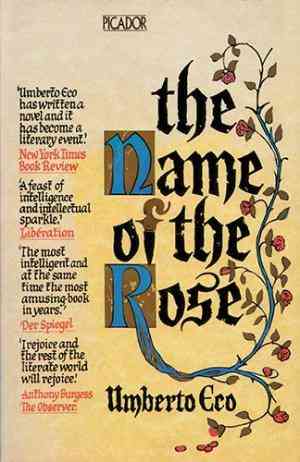 PICADOR
'Umberto Eco
has written a
novel and it
has become a
literary event.'
New York Times
Book Review
'A feast of
intelligence
and intellectual
sparkle.'
Libération
'The most
intelligent and
at the same
time the most
amusing book
in years.'
Der Spiegel
'I rejoice and
the rest of the
literate world
will rejoice.'
Anthony Burgess
The Observer
the
Name
of the
Rose
Umberto Eco